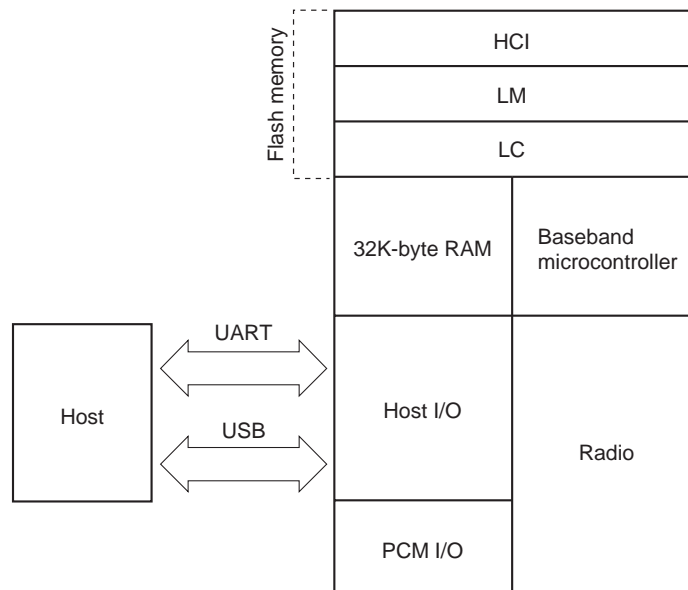 HCI
Flash memory
LM
LC
32K-byte RAM
Baseband
microcontroller
UART
Host
Host I/O
USB
Radio
PCM I/O